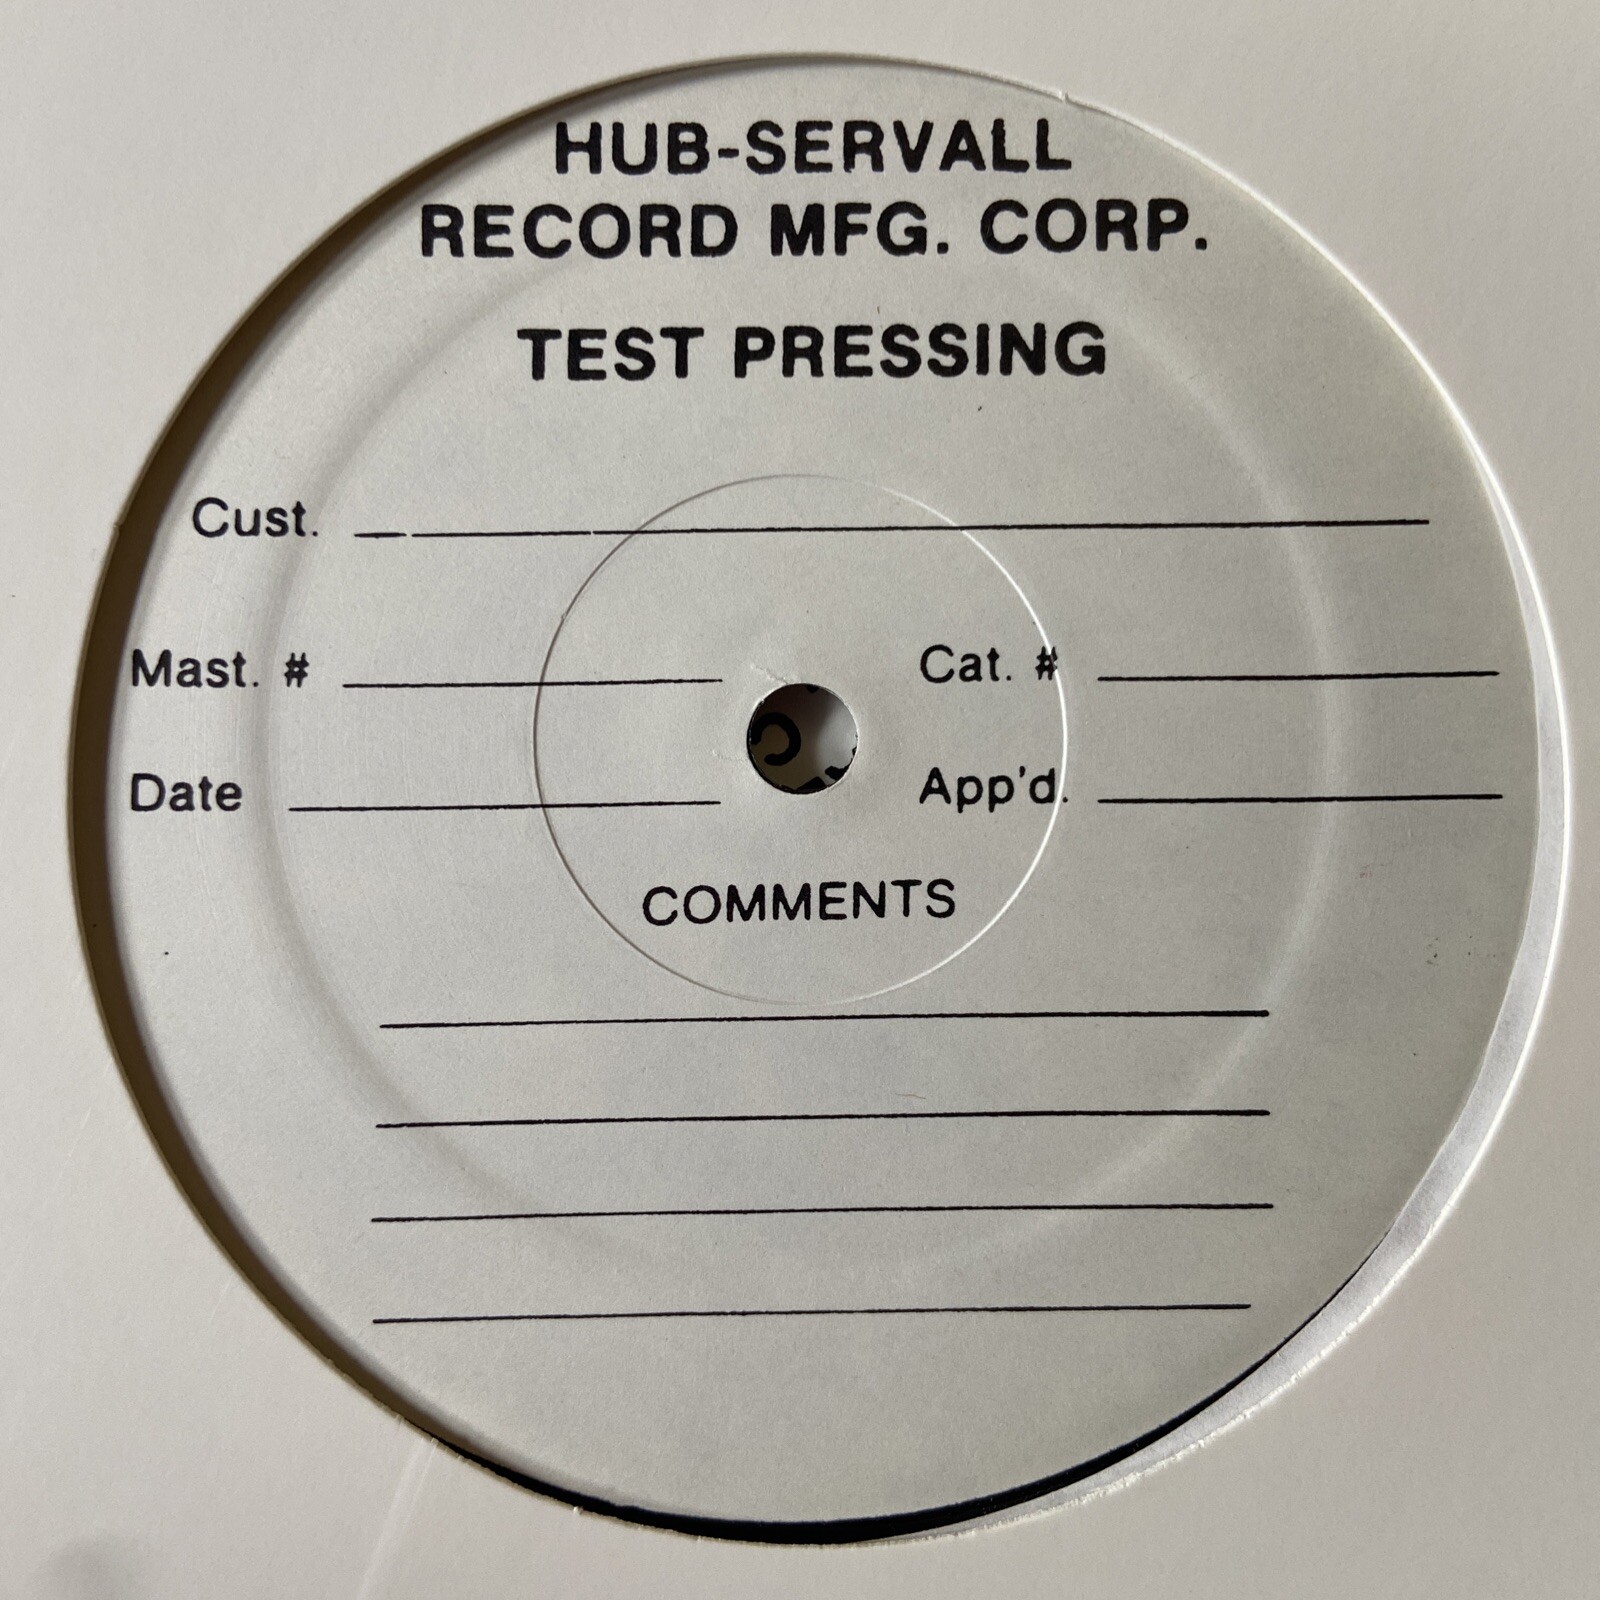 HUB-SERVALL
RECORD MFG. CORP.
TEST PRESSING
Cust.
Mast. # Cat. #
Date App'd.
COMMENTS